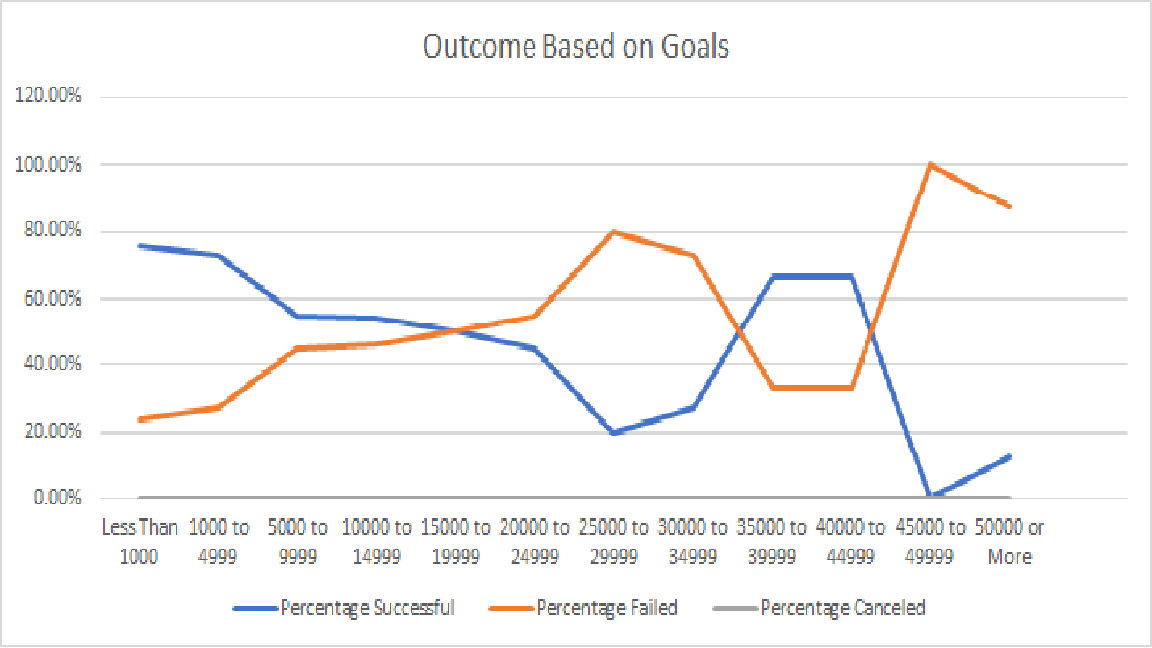 Outcome Based on Goals
120.00%
100.00%
80.00%
60.00%
40.00%
20.00%
0.00%
Less Than 1000 to 5000 to 10000 to 15000 to 20000 to 25000 to 30000 to 35000 to 40000 to 45000 to 50000 or
1000 4999 9999 14999 19999 24999 29999 34999 39999 44999 49999 More
Percentage Successful Percentage Failed Percentage Canceled